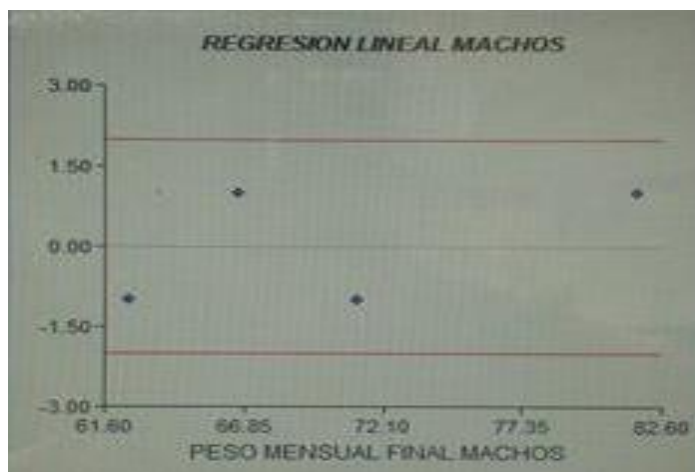 REGRESION LINEAL MACHOS
3.00
1.50
0.00
-1.50
-3.00
61.60 66.85 72.10 77.35 82.60
PESO MENSUAL FINAL MACHOS